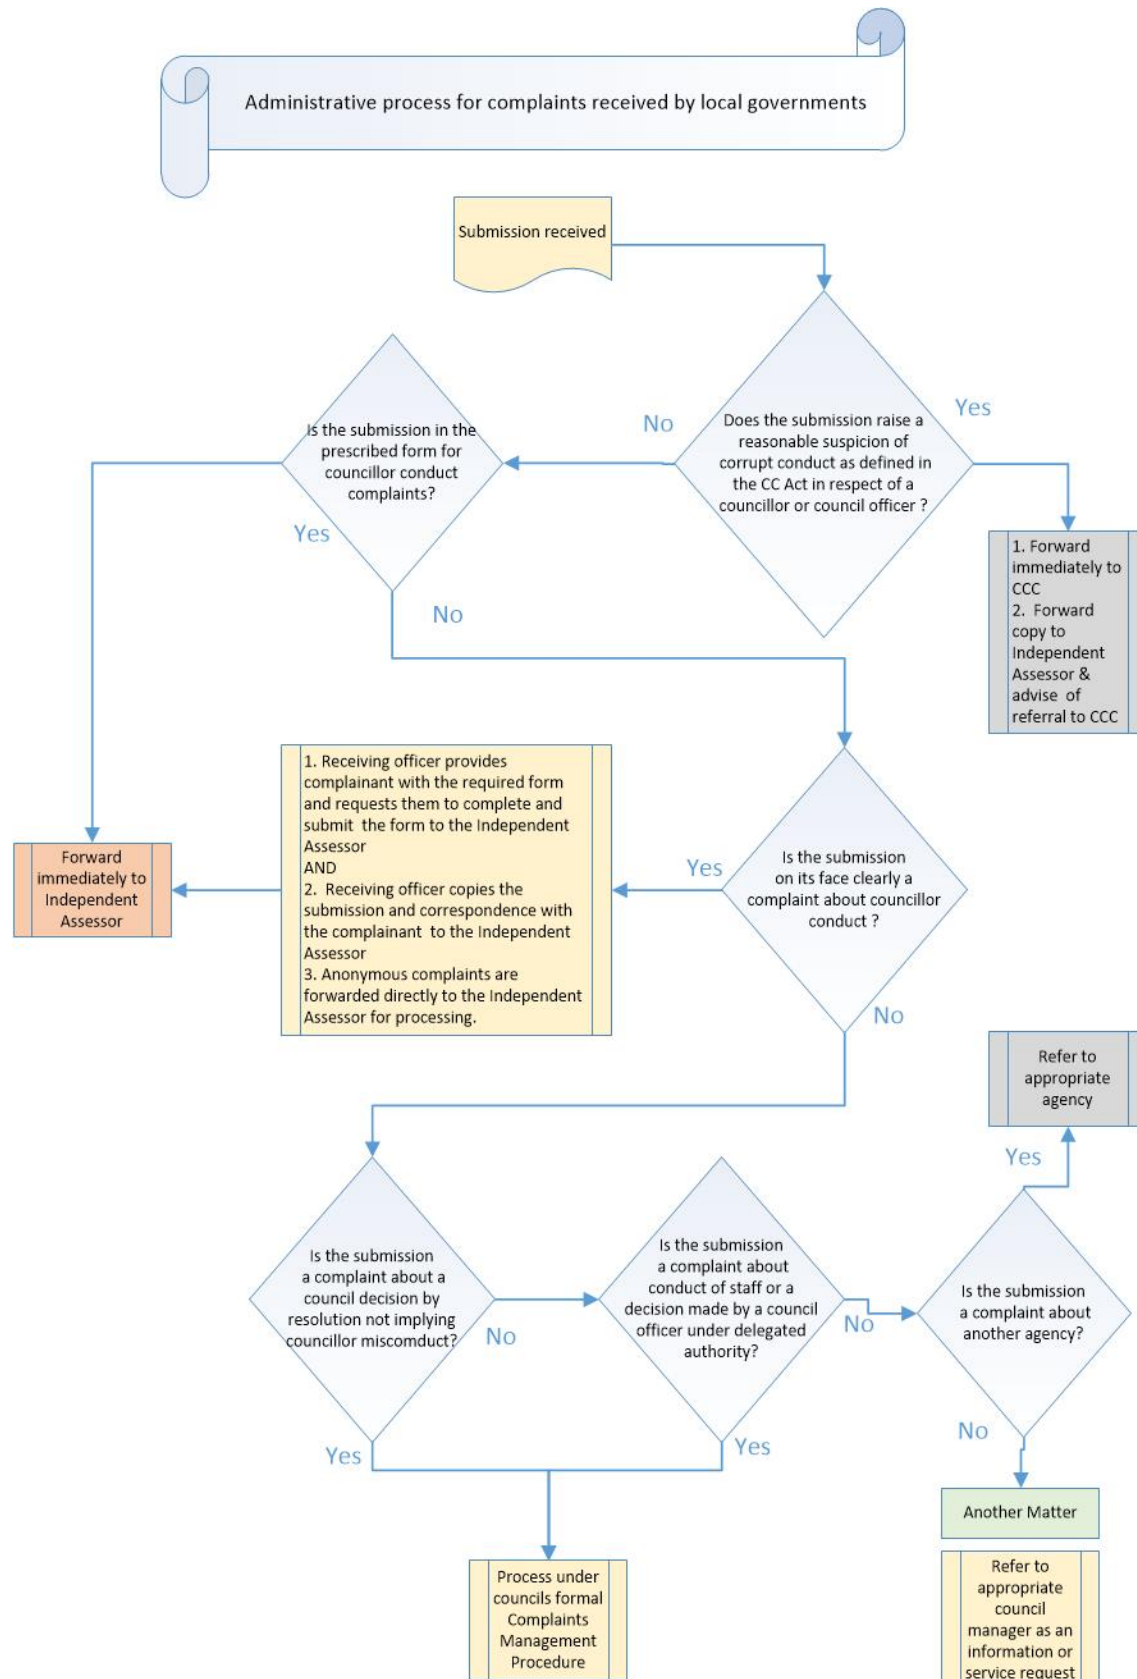 Administrative process for complaints received by local governments
Submission received
Does the submission raise a
reasonable suspicion of
corrupt conduct as defined in
the CC Act in respect of a
councillor or council officer ?
No
Yes
Is the submission in the
prescribed form for
councillor conduct
complaints?
Yes
No
1. Forward
immediately to
CCC
2. Forward
copy to
Independent
Assessor &
advise of
referral to CCC
Is the submission
on its face clearly a
complaint about councillor
conduct ?
Yes
No
1. Receiving officer provides
complainant with the required form
and requests them to complete and
submit the form to the Independent
Assessor
AND
2. Receiving officer copies the
submission and correspondence with
the complainant to the Independent
Assessor
3. Anonymous complaints are
forwarded directly to the Independent
Assessor for processing.
Forward
immediately to
Independent
Assessor
Is the submission
a complaint about a
council decision by
resolution not implying
councillor miscomduct?
No
Yes
Is the submission
a complaint about
conduct of staff or a
decision made by a council
officer under delegated
authority?
No
Yes
Is the submission
a complaint about
another agency?
Yes
No
Refer to
appropriate
agency
Process under
councils formal
Complaints
Management
Procedure
Another Matter
Refer to
appropriate
council
manager as an
information or
service request